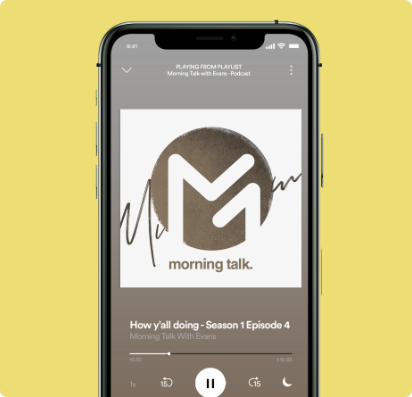 9:41
PLAYING FROM PLAYLIST
Morning Talk with Evans - Podcast
morning talk.
How y'all doing - Season 1 Episode 4
Morning Talk With Evans
1x
15
15